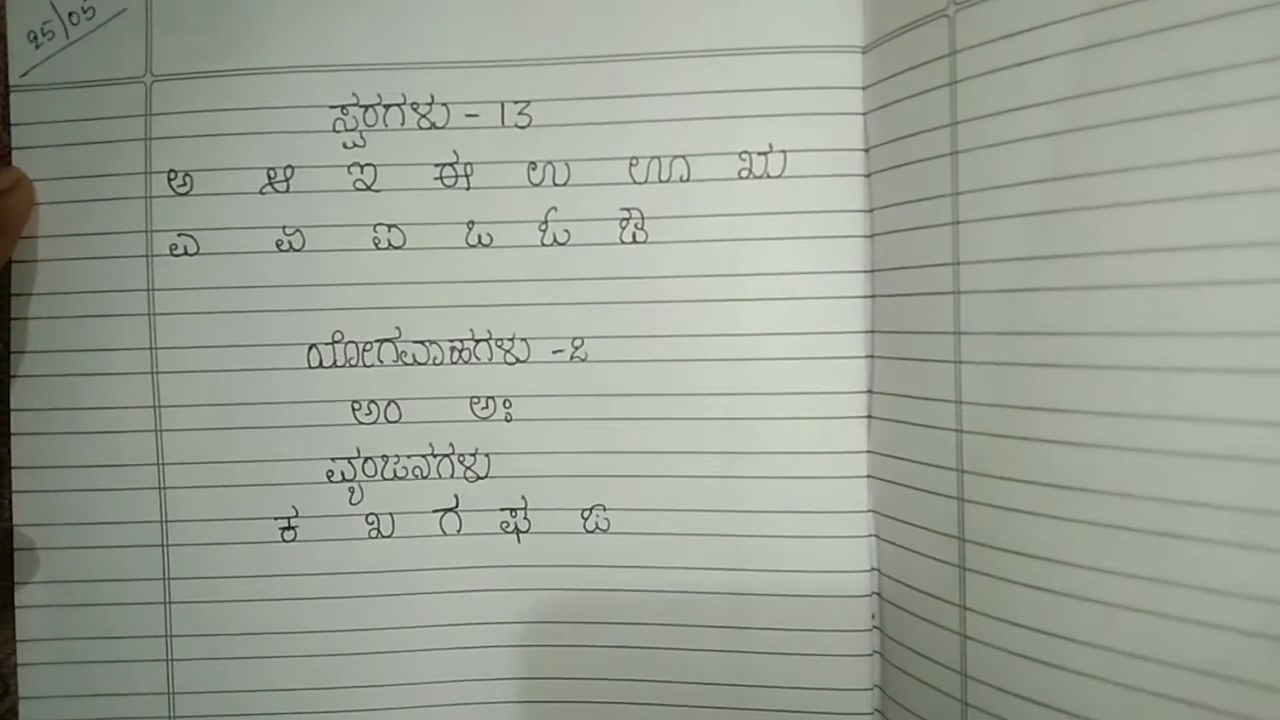 25/05
ಸ್ವರಗಳು - 13
ಅ ಆ ಇ ಈ ಉ ಊ ಋ
ಎ ಏ ಐ ಒ ಓ ಔ
ಯೋಗವಾಹಗಳು -2
ಅಂ ಅಃ
ವ್ಯಂಜನಗಳು
ಕ ಖ ಗ ಘ ಙ